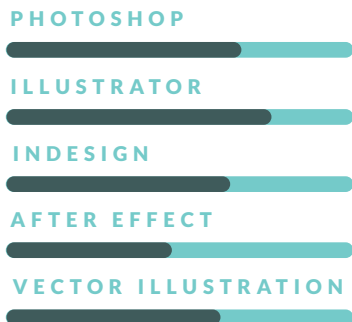 PHOTOSHOP
ILLUSTRATOR
INDESIGN
AFTER EFFECT
VECTOR ILLUSTRATION